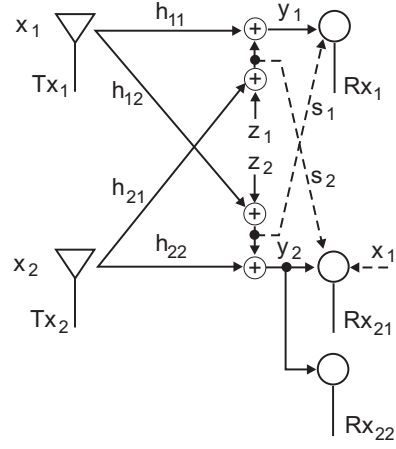 x1 h11 y1
Tx1 h12 Rx1
z1 s1
z2 s2
h21
x2 h22 y2 x1
Tx2 Rx21
Rx22